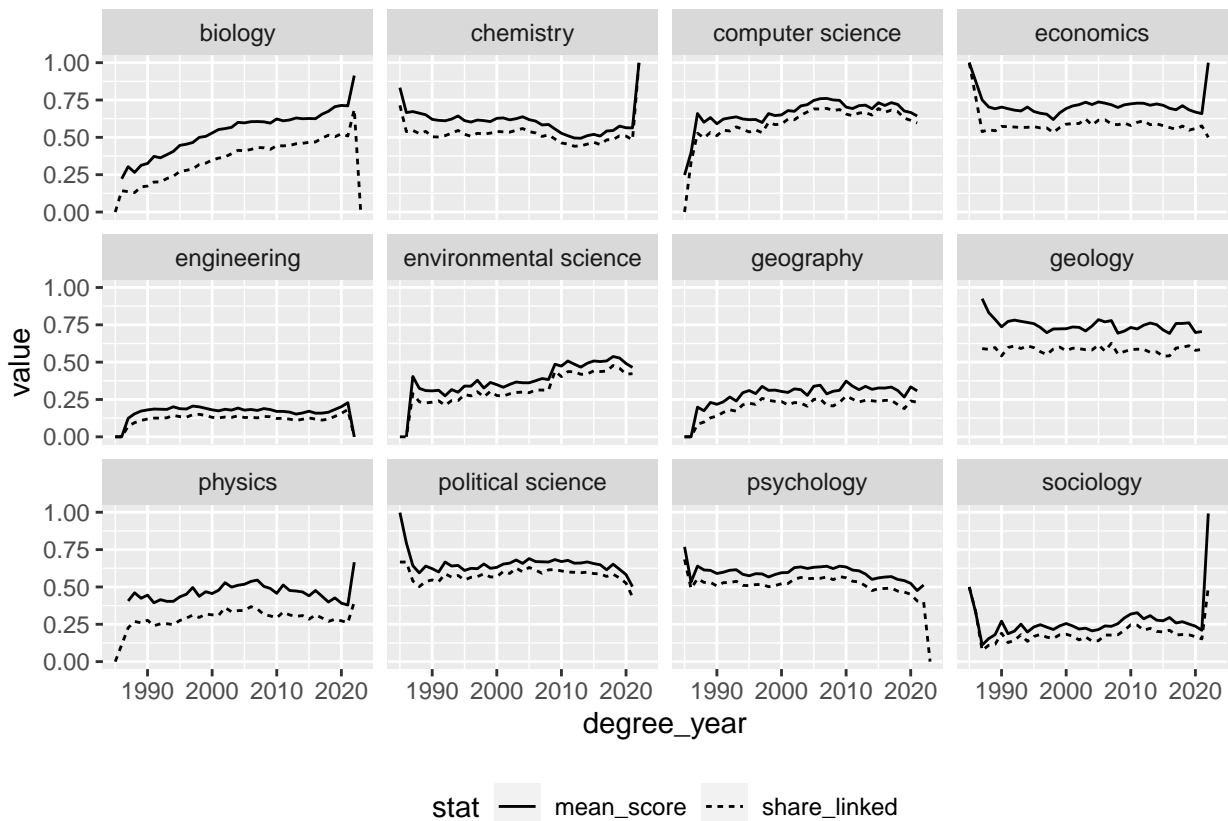 biology chemistry computer science economics
1.00
0.75
0.50
0.25
0.00
engineering environmental science geography geology
1.00
0.75
0.50
0.25
0.00
value
physics political science psychology sociology
1.00
0.75
0.50
0.25
0.00
1990 2000 2010 2020 1990 2000 2010 2020 1990 2000 2010 2020 1990 2000 2010 2020
degree_year
stat mean_score share_linked